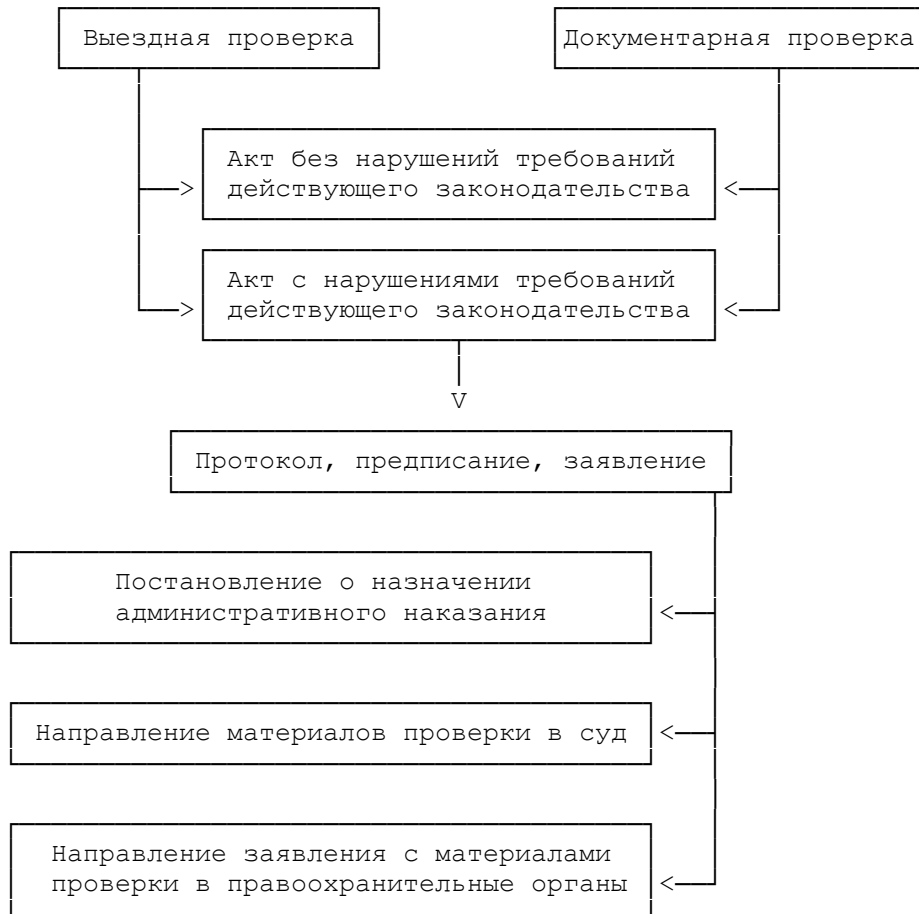 Выездная проверка
Документарная проверка
Акт без нарушений требований
действующего законодательства
Акт с нарушениями требований
действующего законодательства
Протокол, предписание, заявление
Постановление о назначении
административного наказания
Направление материалов проверки в суд
Направление заявления с материалами
проверки в правоохранительные органы